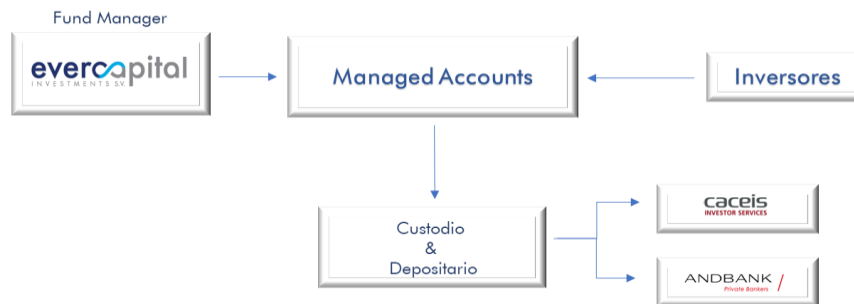 Fund Manager
evercapital
INVESTMENTS S.V.
Managed Accounts
Inversores
Custodio
&
Depositario
caceis
INVESTOR SERVICES
ANDBANK
Private Bankers